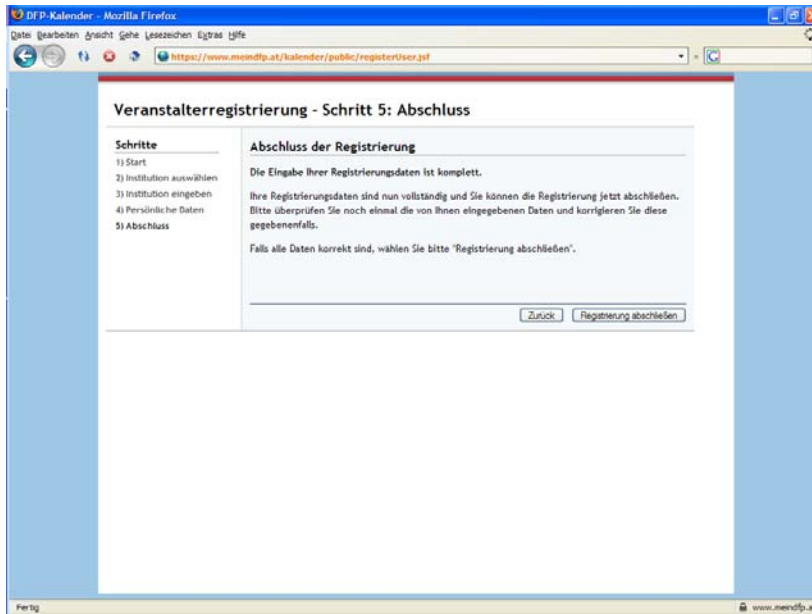 DFP-Kalender - Mozilla Firefox
Datei Bearbeiten Ansicht Gehe Lesezeichen Extras Hilfe
https://www.meindfp.at/kalender/public/registerUser.jsf
Veranstalterregistrierung - Schritt 5: Abschluss
Schritte
1) Start
2) Institution auswählen
3) Institution eingeben
4) Persönliche Daten
5) Abschluss
Abschluss der Registrierung
Die Eingabe Ihrer Registrierungsdaten ist komplett.
Ihre Registrierungsdaten sind nun vollständig und Sie können die Registrierung jetzt abschließen.
Bitte überprüfen Sie noch einmal die von Ihnen eingegebenen Daten und korrigieren Sie diese
gegebenenfalls.
Falls alle Daten korrekt sind, wählen Sie bitte "Registrierung abschließen".
Zurück Registrierung abschließen
Fertig www.meindfp.a